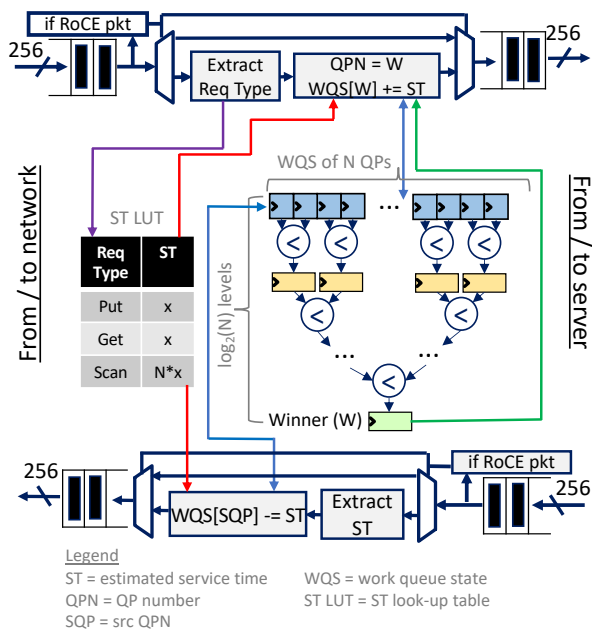 if RoCE pkt
256
256
Extract
Req Type
QPN = W
WQS[W] += ST
WQS of N QPs
From / to network
From / to server
ST LUT
Req Type ST
Put x
Get x
Scan N*x
log₂(N) levels
...
< < < <
< <
... ...
<
Winner (W)
if RoCE pkt
256
256
WQS[SQP] -= ST
Extract
ST
Legend
ST = estimated service time
WQS = work queue state
QPN = QP number
ST LUT = ST look-up table
SQP = src QPN